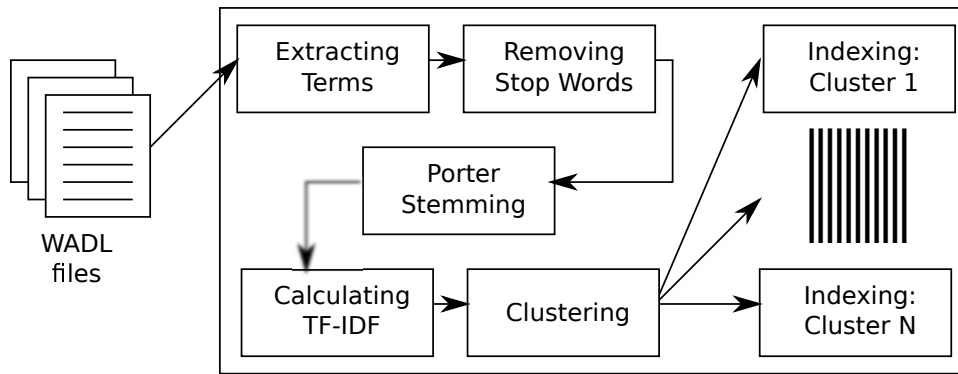 Extracting
Terms
Removing
Stop Words
Indexing:
Cluster 1
Porter
Stemming
WADL
files
Calculating
TF-IDF
Clustering
Indexing:
Cluster N